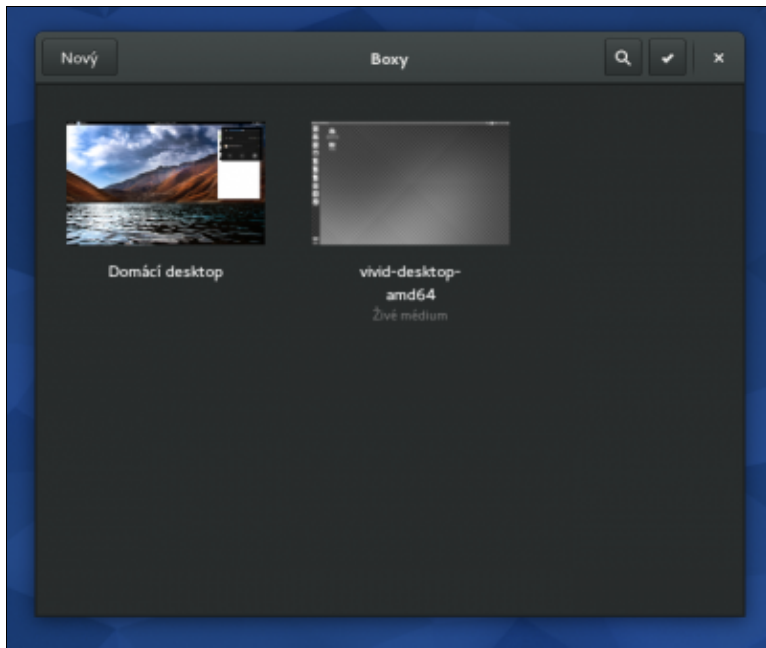 Nový
Boxy
Domácí desktop
vivid-desktop-
amd64
Živé médium